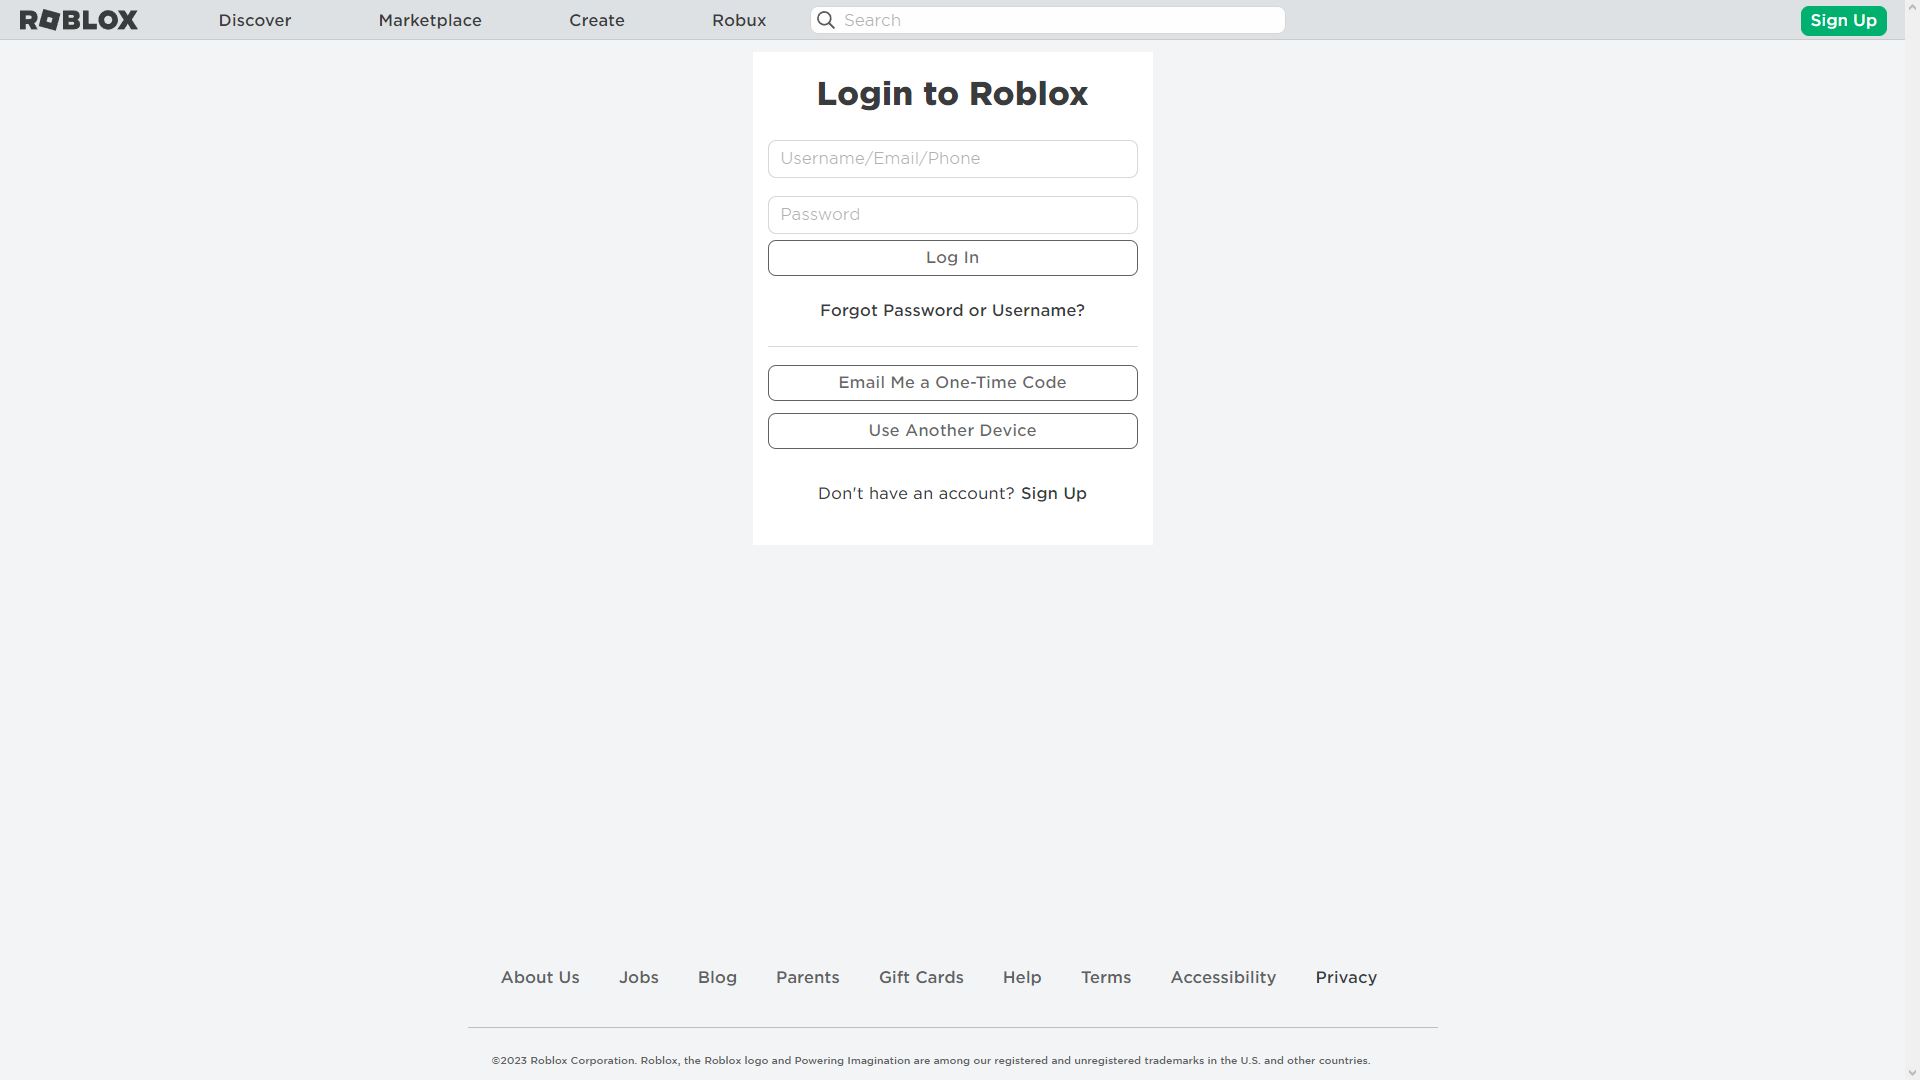 ROBLOX Discover Marketplace Create Robux Search Sign Up
Login to Roblox
Username/Email/Phone
Password
Log In
Forgot Password or Username?
Email Me a One-Time Code
Use Another Device
Don't have an account? Sign Up
About Us Jobs Blog Parents Gift Cards Help Terms Accessibility Privacy
©2023 Roblox Corporation. Roblox, the Roblox logo and Powering Imagination are among our registered and unregistered trademarks in the U.S. and other countries.